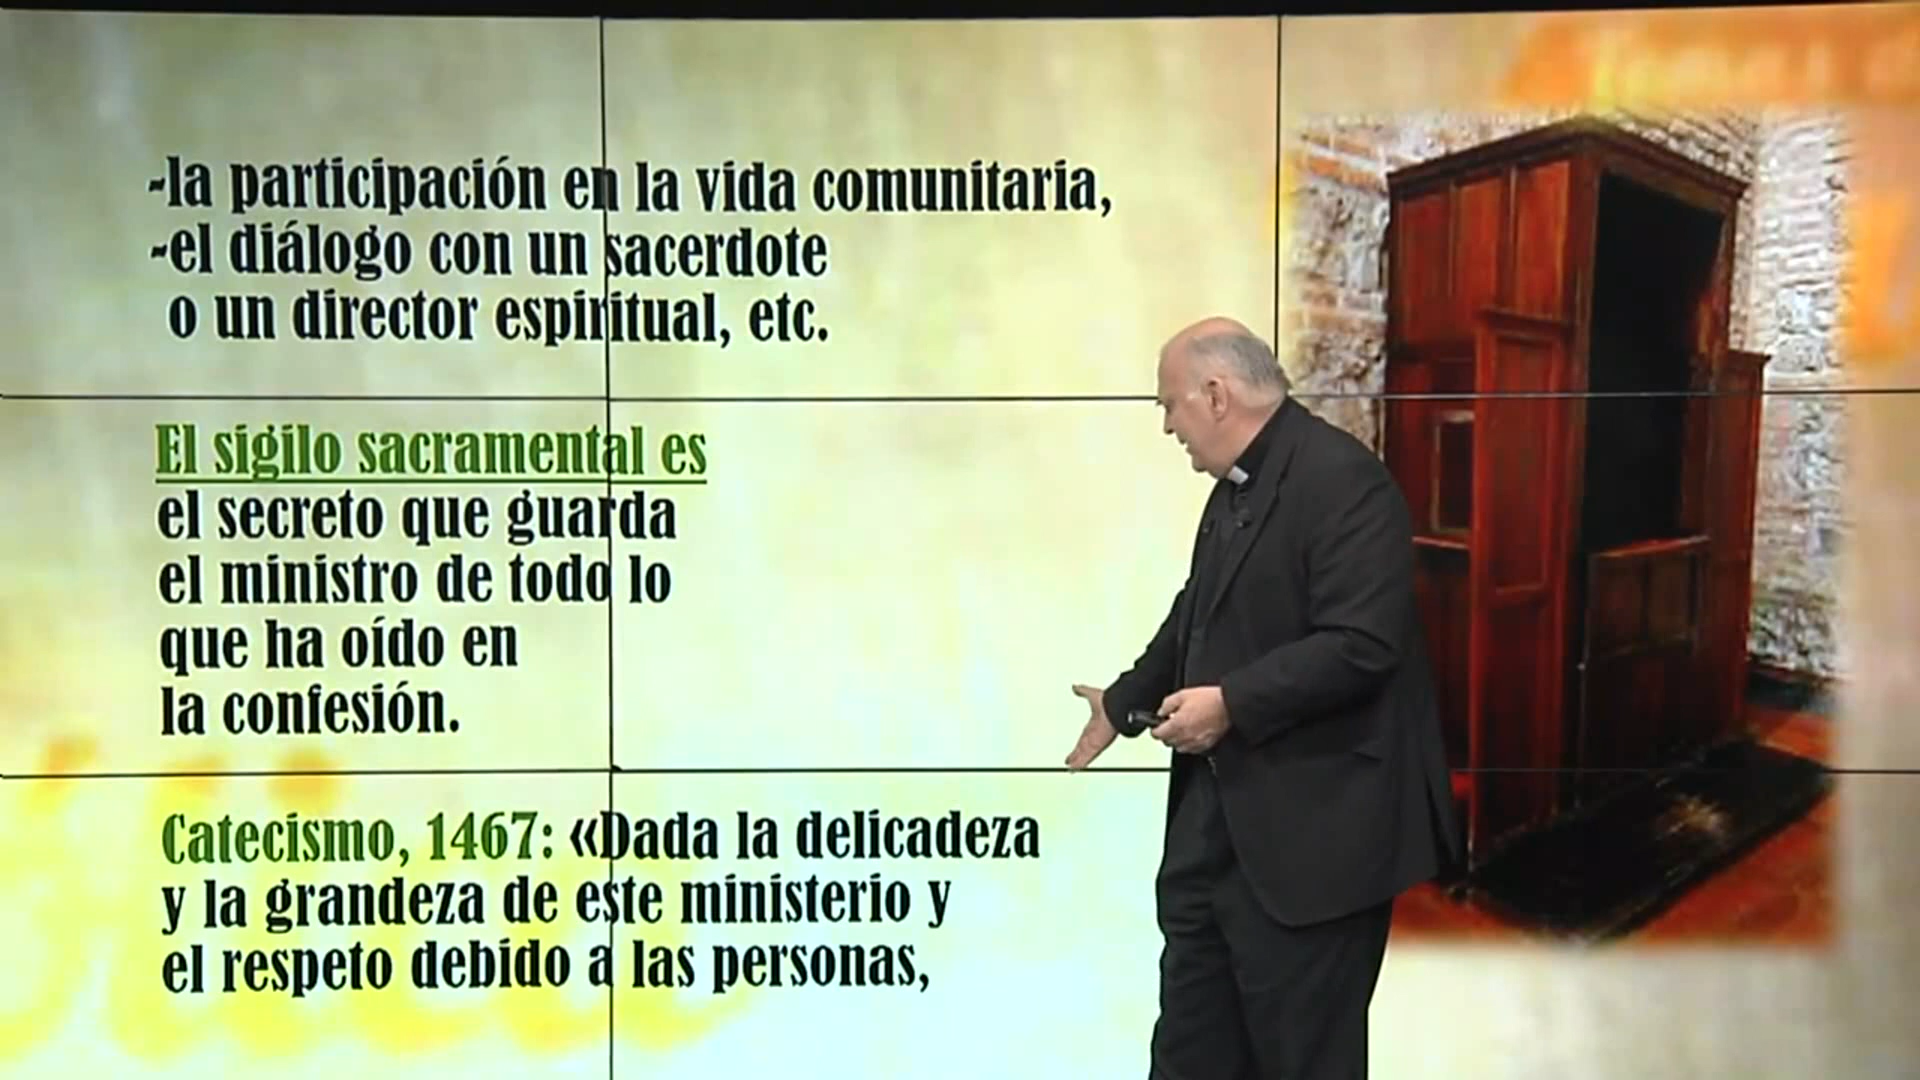 -la participación en la vida comunitaria,
-el diálogo con un sacerdote
o un director espiritual, etc.
El sigilo sacramental es
el secreto que guarda
el ministro de todo lo
que ha oído en
la confesión.
Catecismo, 1467: «Dada la delicadeza
y la grandeza de este ministerio y
el respeto debido a las personas,